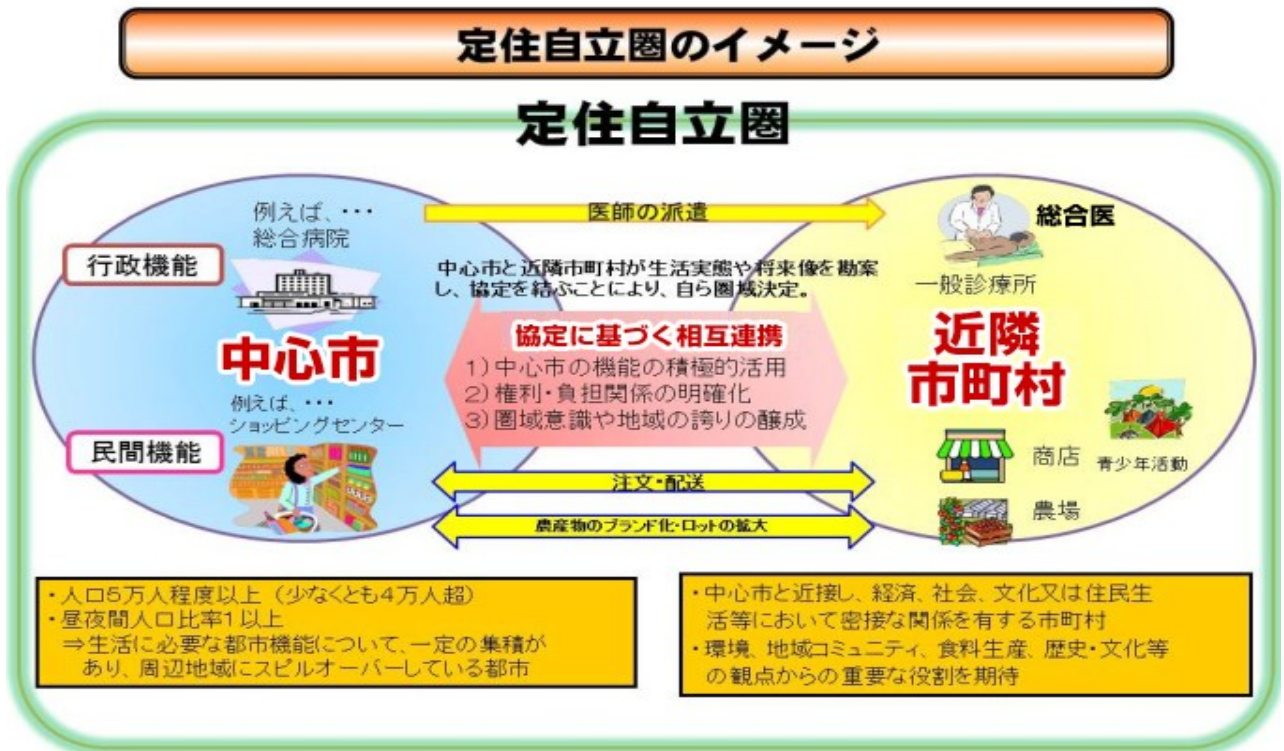 定住自立圏のイメージ
定住自立圏
例えば、・・・
総合病院
行政機能
中心市
例えば、・・・
ショッピングセンター
民間機能
医師の派遣
中心市と近隣市町村が生活実態や将来像を勘案
し、協定を結ぶことにより、自ら圏域決定。
協定に基づく相互連携
1)中心市の機能の積極的活用
2)権利・負担関係の明確化
3)圏域意識や地域の誇りの醸成
注文・配送
農産物のブランド化・ロットの拡大
総合医
一般診療所
近隣
市町村
商店
青少年活動
農場
・人口5万人程度以上（少なくとも4万人超）
・昼夜間人口比率1以上
⇒生活に必要な都市機能について、一定の集積が
あり、周辺地域にスピルオーバーしている都市
・中心市と近接し、経済、社会、文化又は住民生
活等において密接な関係を有する市町村
・環境、地域コミュニティ、食料生産、歴史・文化等
の観点からの重要な役割を期待